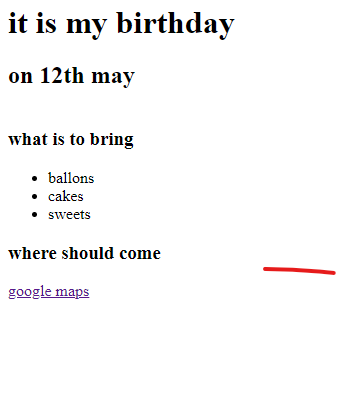 it is my birthday
on 12th may
what is to bring
ballons
cakes
sweets
where should come
google maps